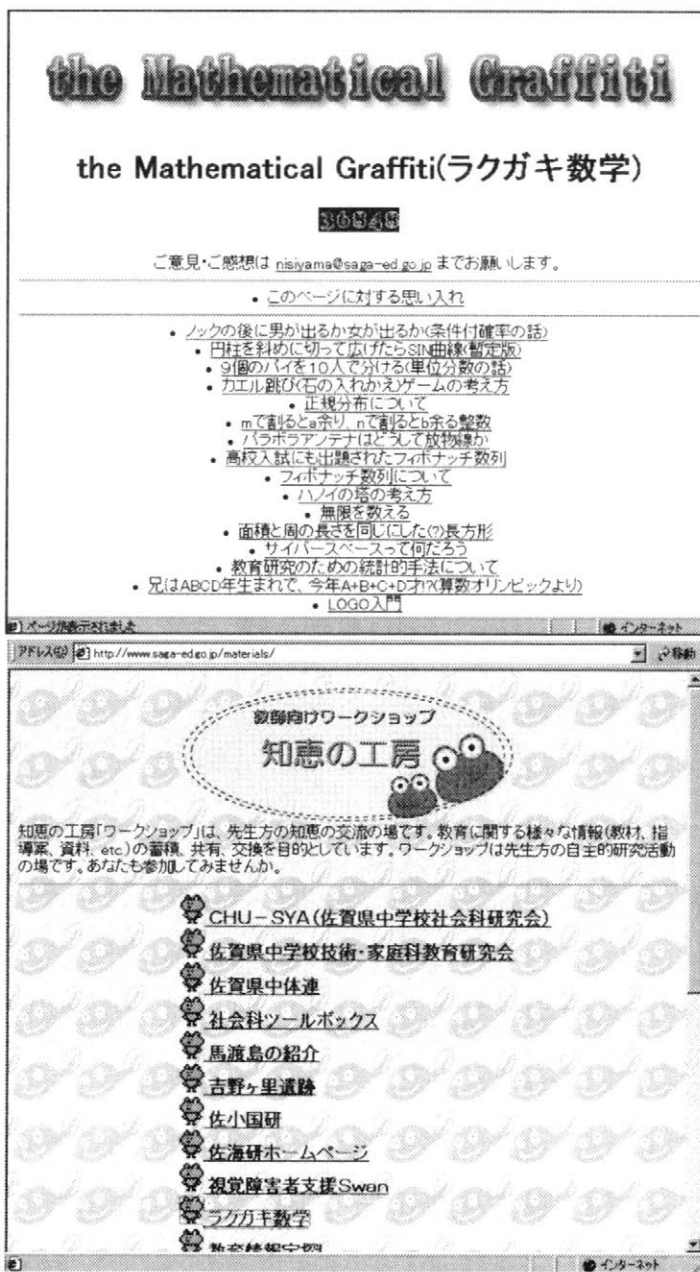 the Mathematical Graffiti
the Mathematical Graffiti(ラクガキ数学)
36848
ご意見・ご感想は nisiyama@saga-ed.go.jp までお願いします。
• このページに対する思い入れ
• ノックの後に男が出るか女が出るか(条件付確率の話)
• 円柱を斜めに切って広げたらSIN曲線(暫定版)
• 9個のパイを10人で分ける(単位分数の話)
• カエル跳び(石の入れかえ)ゲームの考え方
• 正規分布について
• mで割るとa余り、nで割るとb余る整数
• パラボラアンテナはどうして放物線か
• 高校入試にも出題されたフィボナッチ数列
• フィボナッチ数列について
• ハノイの塔の考え方
• 無限を数える
• 面積と周の長さを同じにした(?)長方形
• サイバースペースって何だろう
• 教育研究のための統計的手法について
• 兄はABCD年生まれで、今年A+B+C+D才!?(算数オリンピックより)
• LOGO入門
ページが表示されました インターネット
アドレス(D) http://www.saga-ed.go.jp/materials/ 移動
教師向けワークショップ
知恵の工房
知恵の工房「ワークショップ」は、先生方の知恵の交流の場です。教育に関する様々な情報(教材、指
導案、資料、etc.)の蓄積、共有、交換を目的としています。ワークショップは先生方の自主的研究活動
の場です。あなたも参加してみませんか。
CHU-SYA(佐賀県中学校社会科研究会)
佐賀県中学校技術・家庭科教育研究会
佐賀県中体連
社会科ツールボックス
馬渡島の紹介
吉野ヶ里遺跡
佐小国研
佐海研ホームページ
視覚障害者支援Swan
ラクガキ数学
インターネット